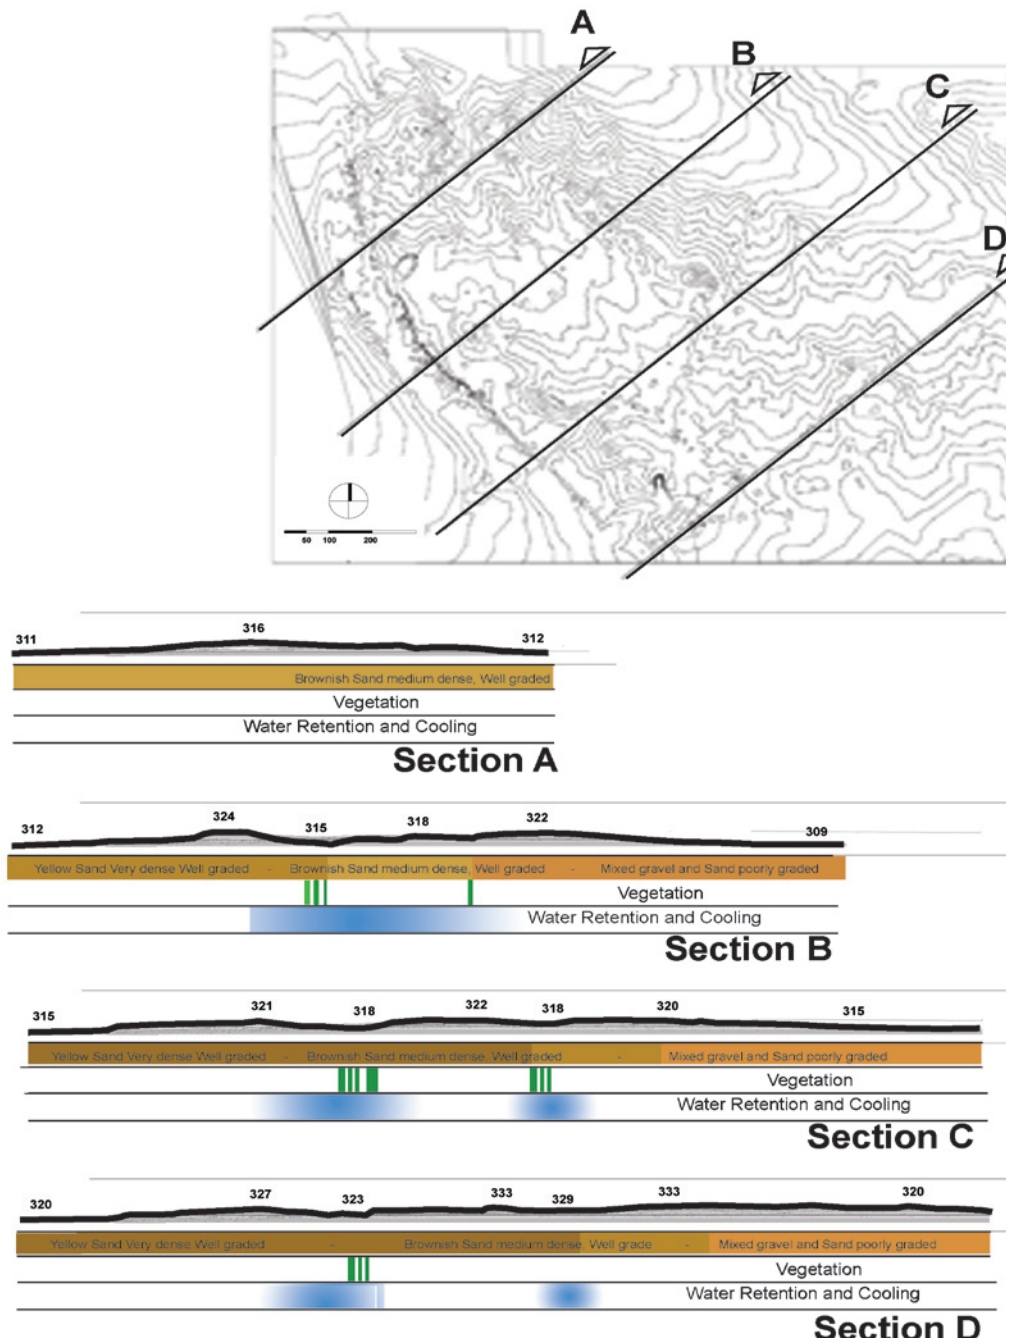 A
B
C
D
50 100 200
311 316 312
Brownish Sand medium dense, Well graded
Vegetation
Water Retention and Cooling
Section A
312 324 315 318 322 309
Yellow Sand Very dense Well graded - Brownish Sand medium dense, Well graded - Mixed gravel and Sand poorly graded
Vegetation
Water Retention and Cooling
Section B
315 321 318 322 318 320 315
Yellow Sand Very dense Well graded - Brownish Sand medium dense, Well graded - Mixed gravel and Sand poorly graded
Vegetation
Water Retention and Cooling
Section C
320 327 323 333 329 333 320
Yellow Sand Very dense Well graded - Brownish Sand medium dense, Well grade - Mixed gravel and Sand poorly graded
Vegetation
Water Retention and Cooling
Section D